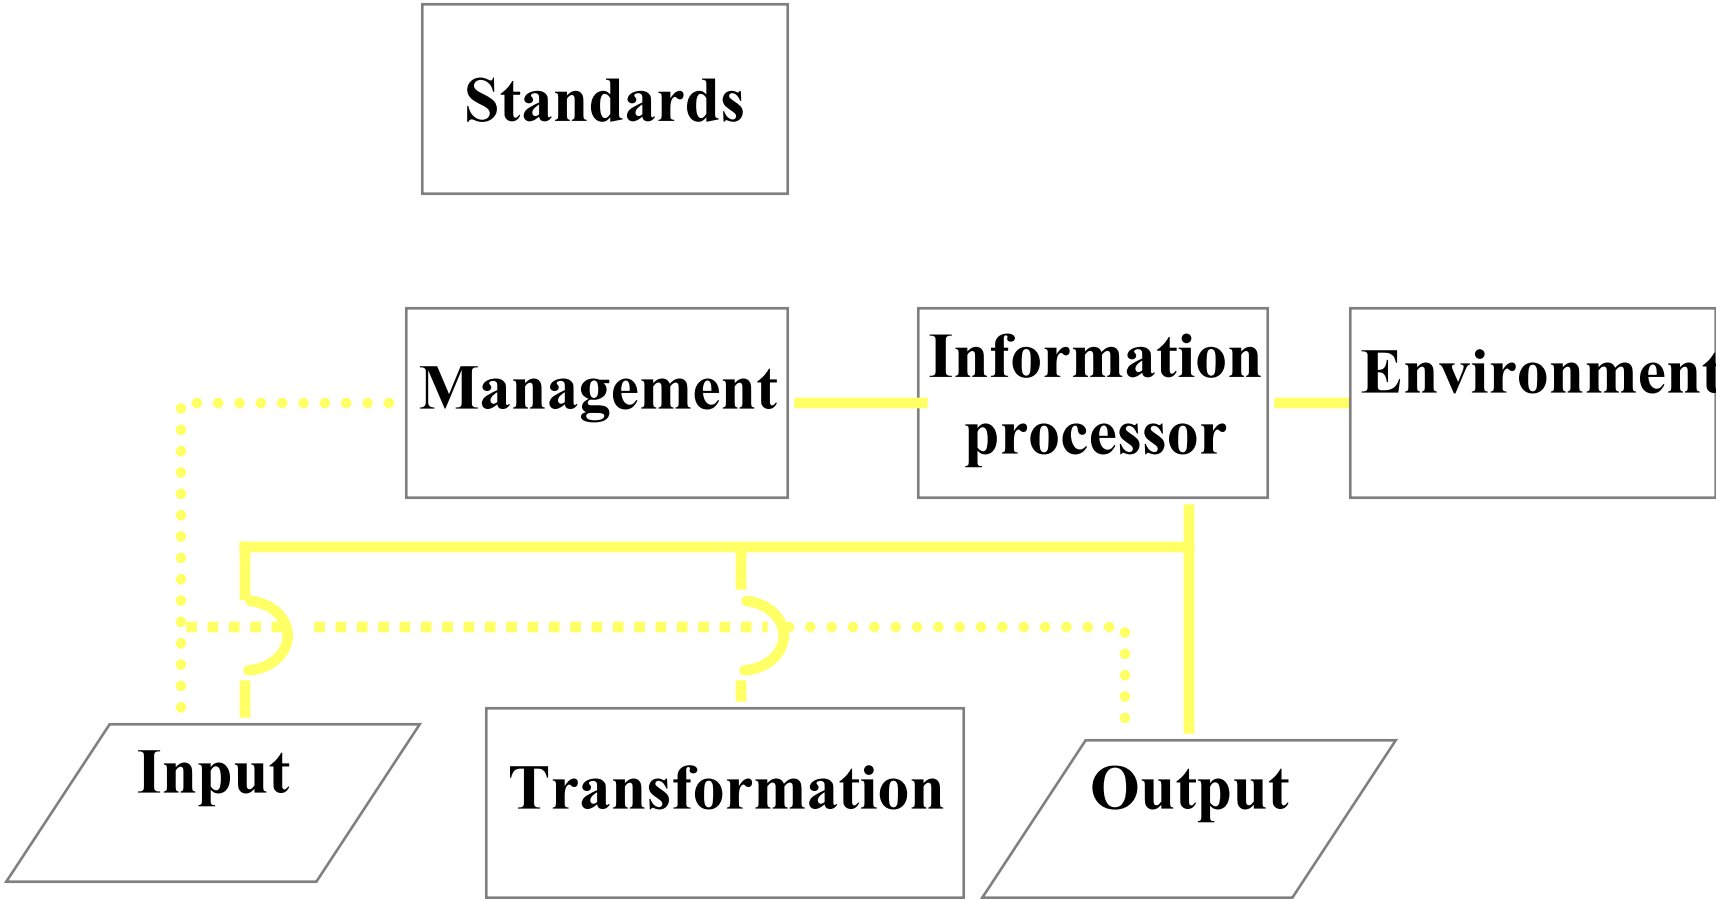 Standards
Management
Information
processor
Environment
Input
Transformation
Output